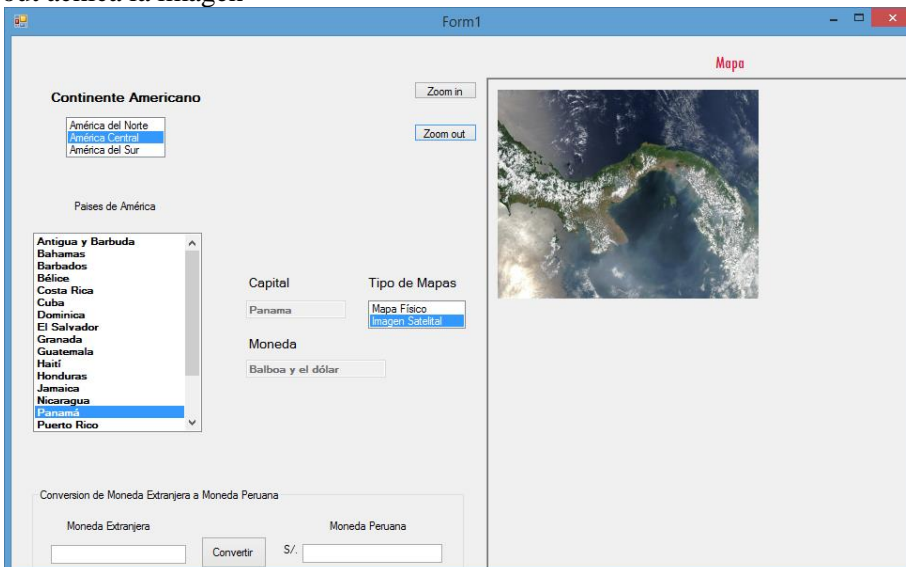 out achica la imagen
Form1
Mapa
Zoom in
Continente Americano
América del Norte
América Central
América del Sur
Zoom out
Paises de América
Antigua y Barbuda
Bahamas
Barbados
Bélice
Costa Rica
Cuba
Dominica
El Salvador
Granada
Guatemala
Haití
Honduras
Jamaica
Nicaragua
Panamá
Puerto Rico
Capital
Panama
Moneda
Balboa y el dólar
Tipo de Mapas
Mapa Físico
Imagen Satelital
Conversion de Moneda Extranjera a Moneda Peruana
Moneda Extranjera
Moneda Peruana
Convertir
S/.